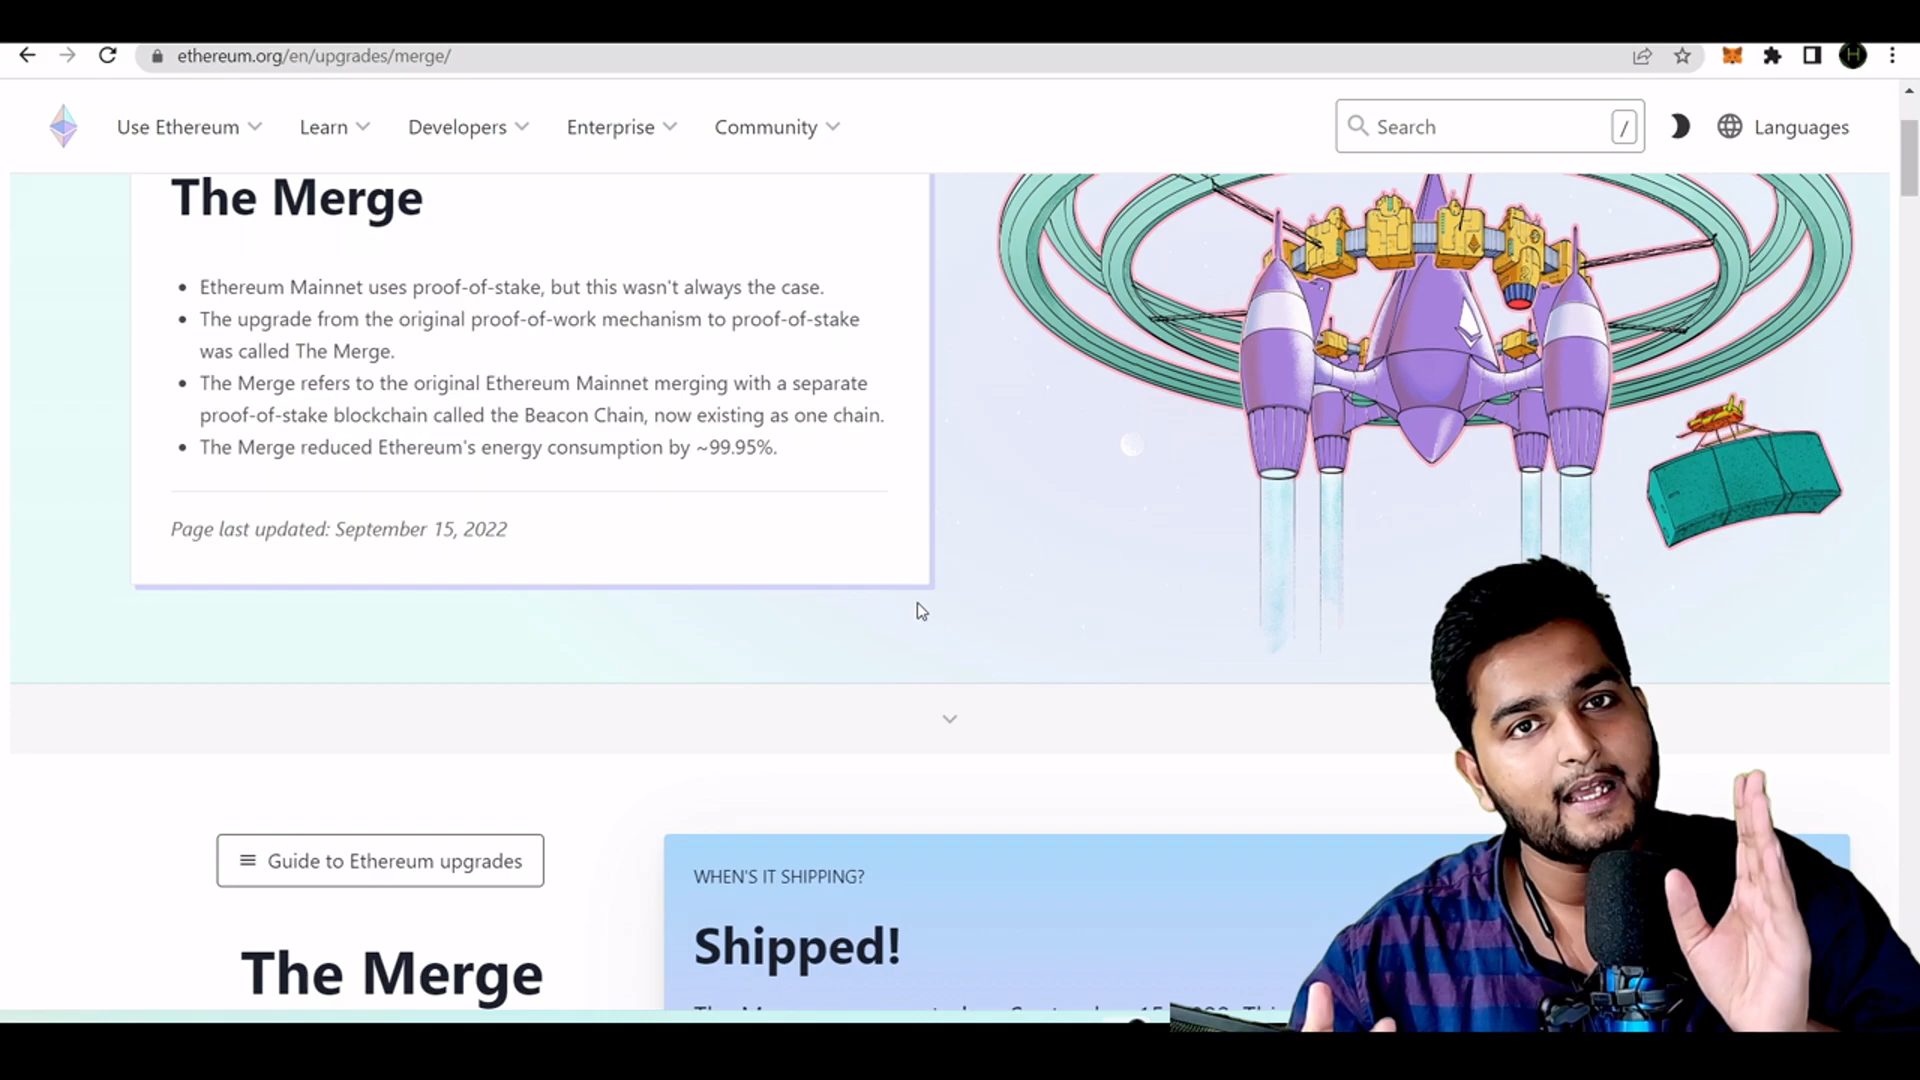 ethereum.org/en/upgrades/merge/
H
Use Ethereum Learn Developers Enterprise Community Search / Languages
The Merge
• Ethereum Mainnet uses proof-of-stake, but this wasn't always the case.
• The upgrade from the original proof-of-work mechanism to proof-of-stake
was called The Merge.
• The Merge refers to the original Ethereum Mainnet merging with a separate
proof-of-stake blockchain called the Beacon Chain, now existing as one chain.
• The Merge reduced Ethereum's energy consumption by ~99.95%.
Page last updated: September 15, 2022
Guide to Ethereum upgrades
The Merge
WHEN'S IT SHIPPING?
Shipped!